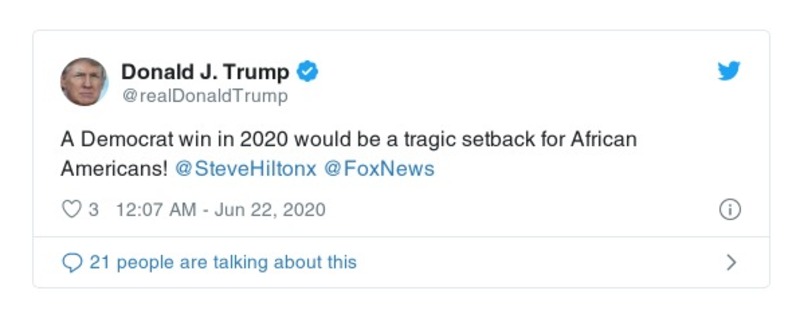 Donald J. Trump
@realDonaldTrump
A Democrat win in 2020 would be a tragic setback for African
Americans! @SteveHiltonx @FoxNews
3 12:07 AM - Jun 22, 2020
21 people are talking about this